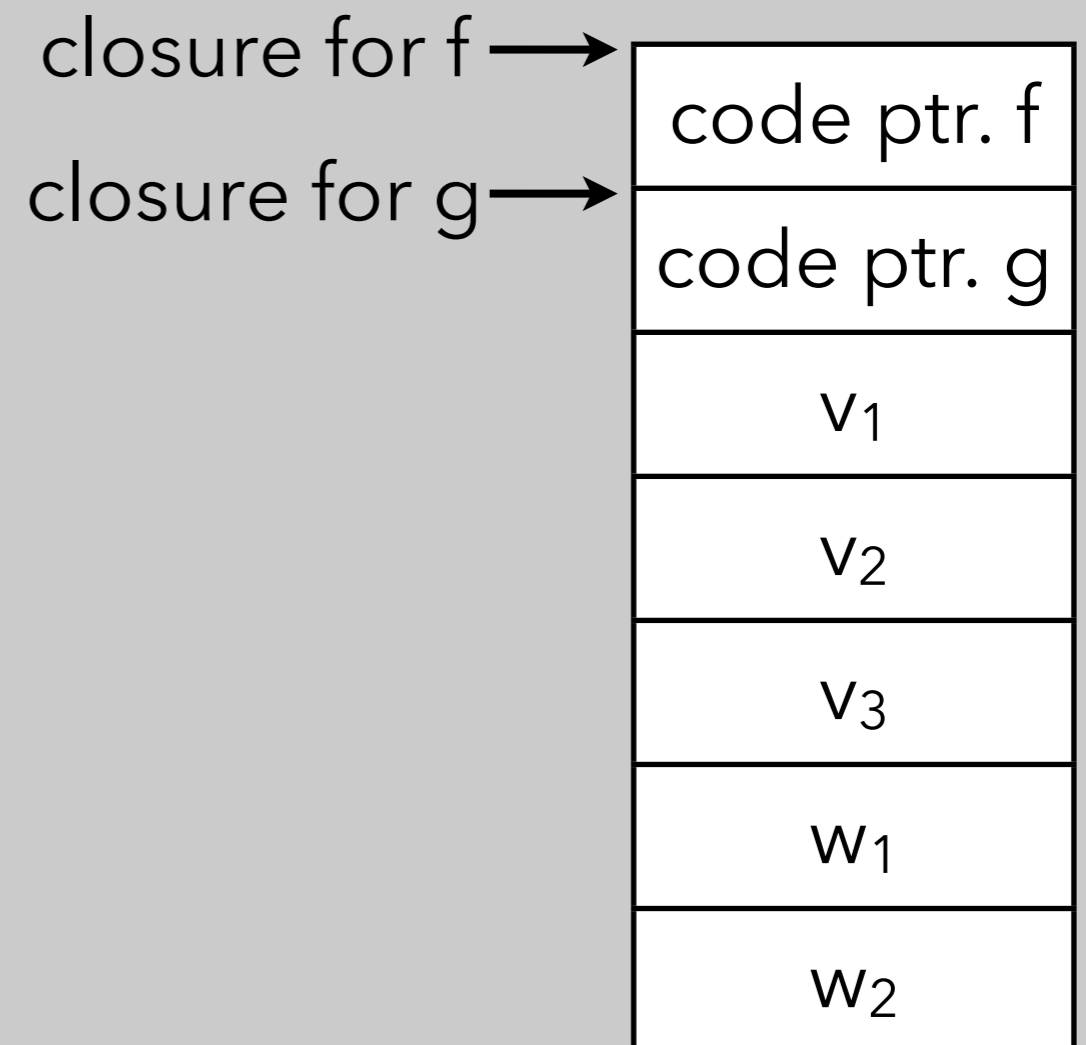 closure for f
code ptr. f
closure for g
code ptr. g
v₁
v₂
v₃
w₁
w₂